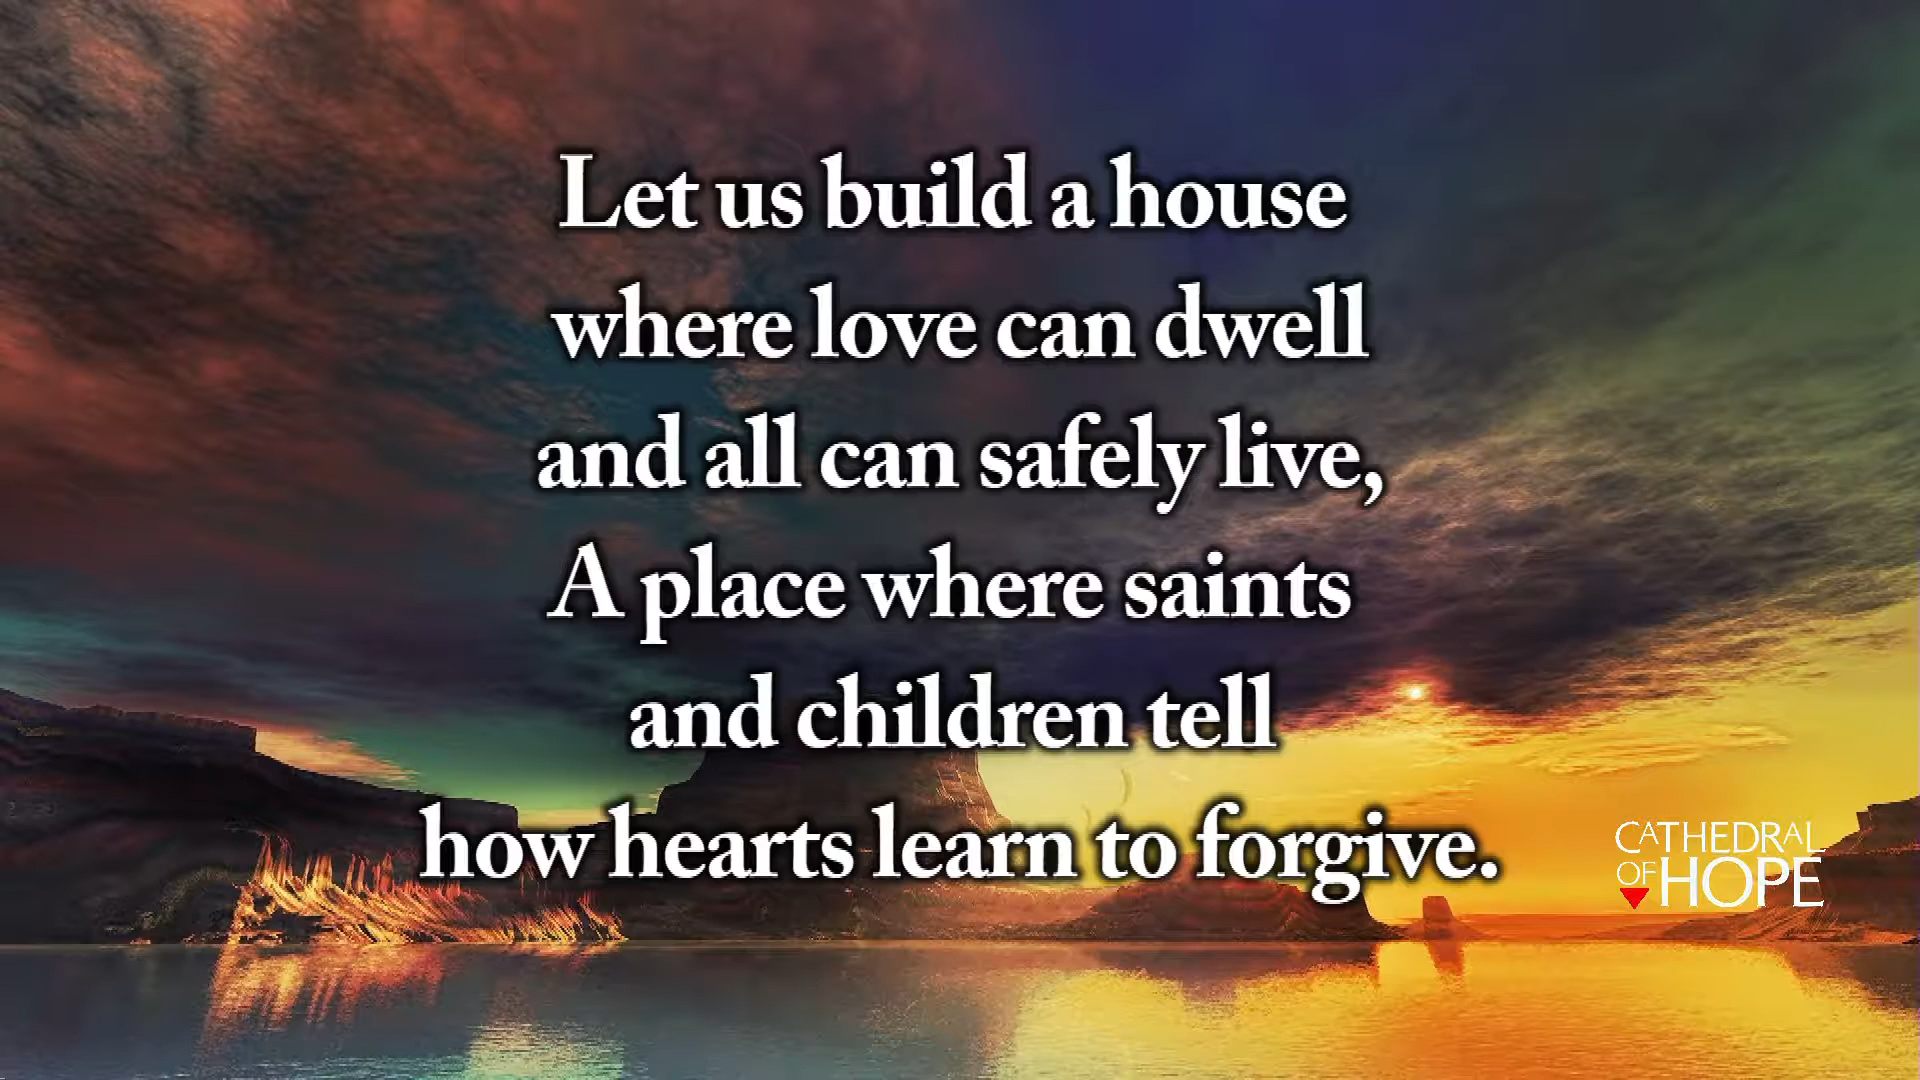 Let us build a house
where love can dwell
and all can safely live,
A place where saints
and children tell
how hearts learn to forgive.
CATHEDRAL
OF HOPE